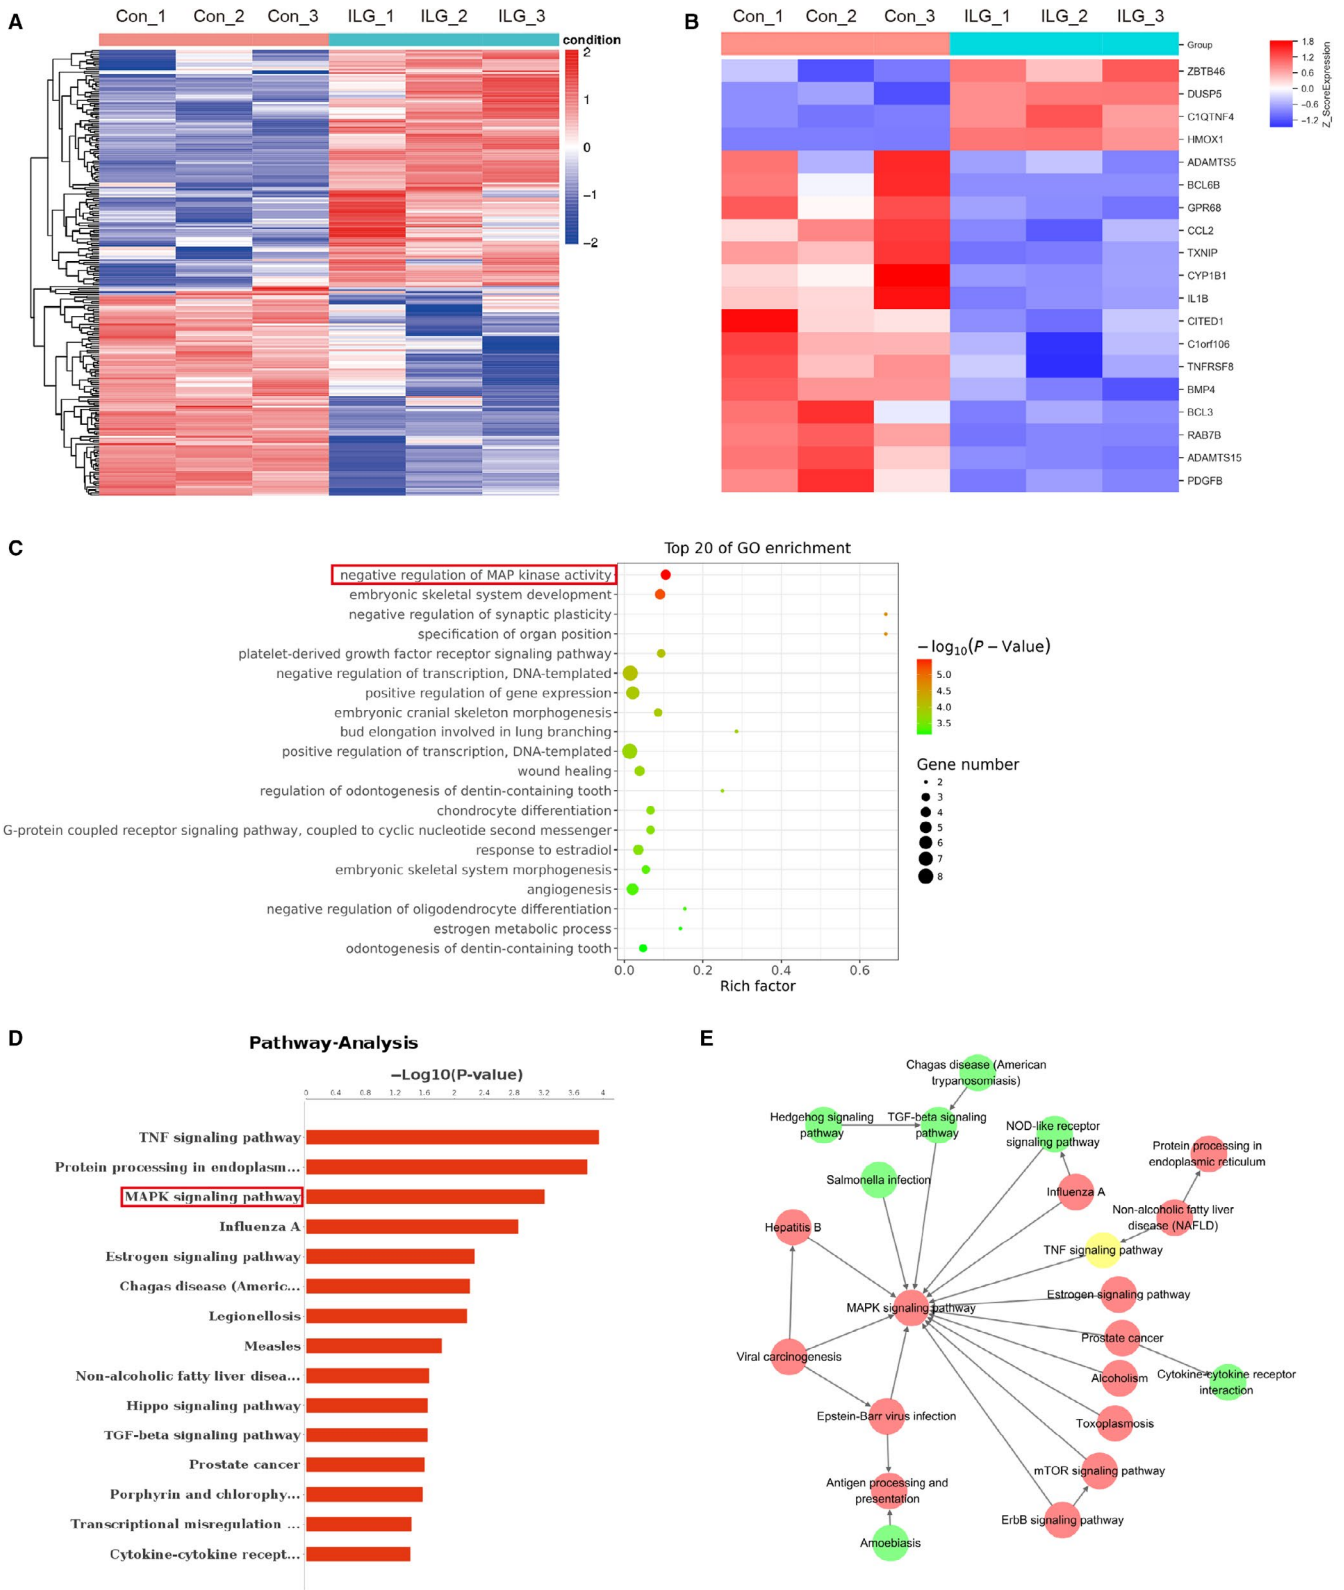 A
Con_1 Con_2 Con_3 ILG_1 ILG_2 ILG_3
condition
2
1
0
−1
−2
B
Con_1 Con_2 Con_3 ILG_1 ILG_2 ILG_3
Group
ZBTB46
DUSP5
C1QTNF4
HMOX1
ADAMTS5
BCL6B
GPR68
CCL2
TXNIP
CYP1B1
IL1B
CITED1
C1orf106
TNFRSF8
BMP4
BCL3
RAB7B
ADAMTS15
PDGFB
1.8
1.2
0.6
0.0
−0.6
−1.2
Z_ScoreExpression
C
Top 20 of GO enrichment
negative regulation of MAP kinase activity
embryonic skeletal system development
negative regulation of synaptic plasticity
specification of organ position
platelet-derived growth factor receptor signaling pathway
negative regulation of transcription, DNA-templated
positive regulation of gene expression
embryonic cranial skeleton morphogenesis
bud elongation involved in lung branching
positive regulation of transcription, DNA-templated
wound healing
regulation of odontogenesis of dentin-containing tooth
chondrocyte differentiation
G-protein coupled receptor signaling pathway, coupled to cyclic nucleotide second messenger
response to estradiol
embryonic skeletal system morphogenesis
angiogenesis
negative regulation of oligodendrocyte differentiation
estrogen metabolic process
odontogenesis of dentin-containing tooth
0.0 0.2 0.4 0.6
Rich factor
−log10(P−Value)
5.0
4.5
4.0
3.5
Gene number
2
3
4
5
6
7
8
D
Pathway-Analysis
−Log10(P-value)
0 0.4 0.8 1.2 1.6 2 2.4 2.8 3.2 3.6 4
TNF signaling pathway
Protein processing in endoplasm...
MAPK signaling pathway
Influenza A
Estrogen signaling pathway
Chagas disease (Americ...
Legionellosis
Measles
Non-alcoholic fatty liver disea...
Hippo signaling pathway
TGF-beta signaling pathway
Prostate cancer
Porphyrin and chlorophy...
Transcriptional misregulation ...
Cytokine-cytokine recept...
E
Chagas disease (American
trypanosomiasis)
Hedgehog signaling
pathway
TGF-beta signaling
pathway
NOD-like receptor
signaling pathway
Protein processing in
endoplasmic reticulum
Salmonella infection
Influenza A
Non-alcoholic fatty liver
disease (NAFLD)
Hepatitis B
TNF signaling pathway
Estrogen signaling pathway
MAPK signaling pathway
Prostate cancer
Viral carcinogenesis
Alcoholism
Cytokine-cytokine receptor
interaction
Epstein-Barr virus infection
Toxoplasmosis
mTOR signaling pathway
Antigen processing and
presentation
ErbB signaling pathway
Amoebiasis